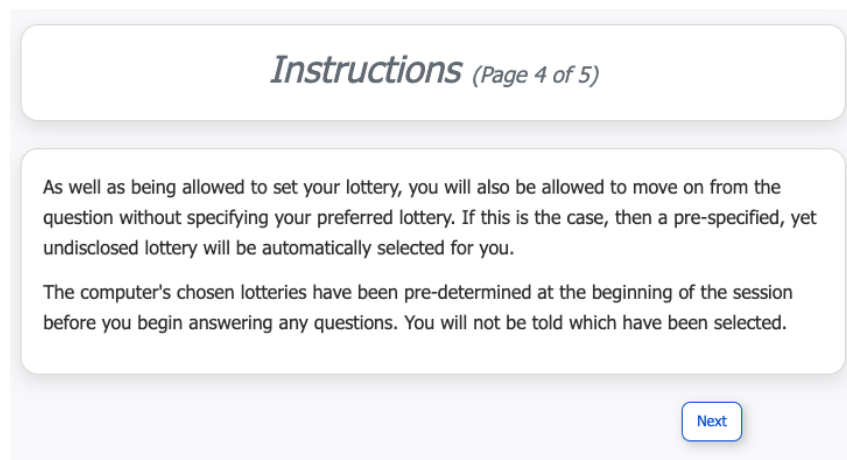 Instructions (Page 4 of 5)
As well as being allowed to set your lottery, you will also be allowed to move on from the
question without specifying your preferred lottery. If this is the case, then a pre-specified, yet
undisclosed lottery will be automatically selected for you.
The computer's chosen lotteries have been pre-determined at the beginning of the session
before you begin answering any questions. You will not be told which have been selected.
Next